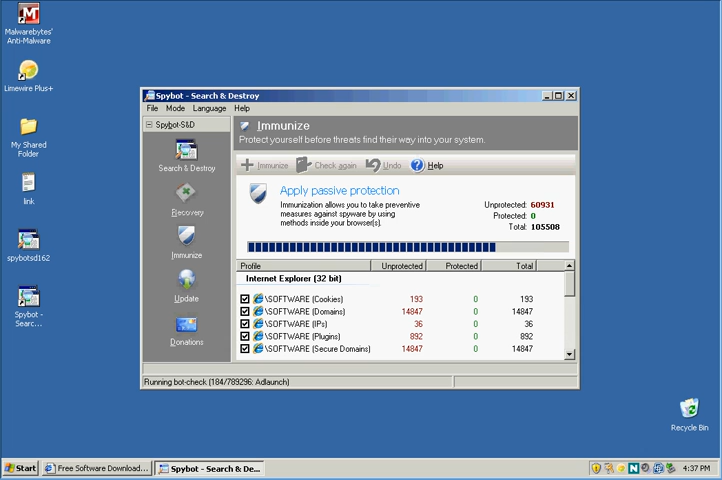 Malwarebytes'
Anti-Malware
Limewire Plus+
My Shared
Folder
link
spybotsd162
Spybot -
Searc...
Spybot - Search & Destroy
File Mode Language Help
Spybot-S&D
Search & Destroy
Recovery
Immunize
Update
Donations
Immunize
Protect yourself before threats find their way into your system.
Immunize Check again Undo Help
Apply passive protection
Immunization allows you to take preventive
measures against spyware by using
methods inside your browser(s).
Unprotected: 60931
Protected: 0
Total: 105508
Profile Unprotected Protected Total
Internet Explorer (32 bit)
\SOFTWARE (Cookies) 193 0 193
\SOFTWARE (Domains) 14847 0 14847
\SOFTWARE (IPs) 36 0 36
\SOFTWARE (Plugins) 892 0 892
\SOFTWARE (Secure Domains) 14847 0 14847
Running bot-check (184/789296: Adlaunch)
Recycle Bin
Start Free Software Download... Spybot - Search & De... 4:37 PM